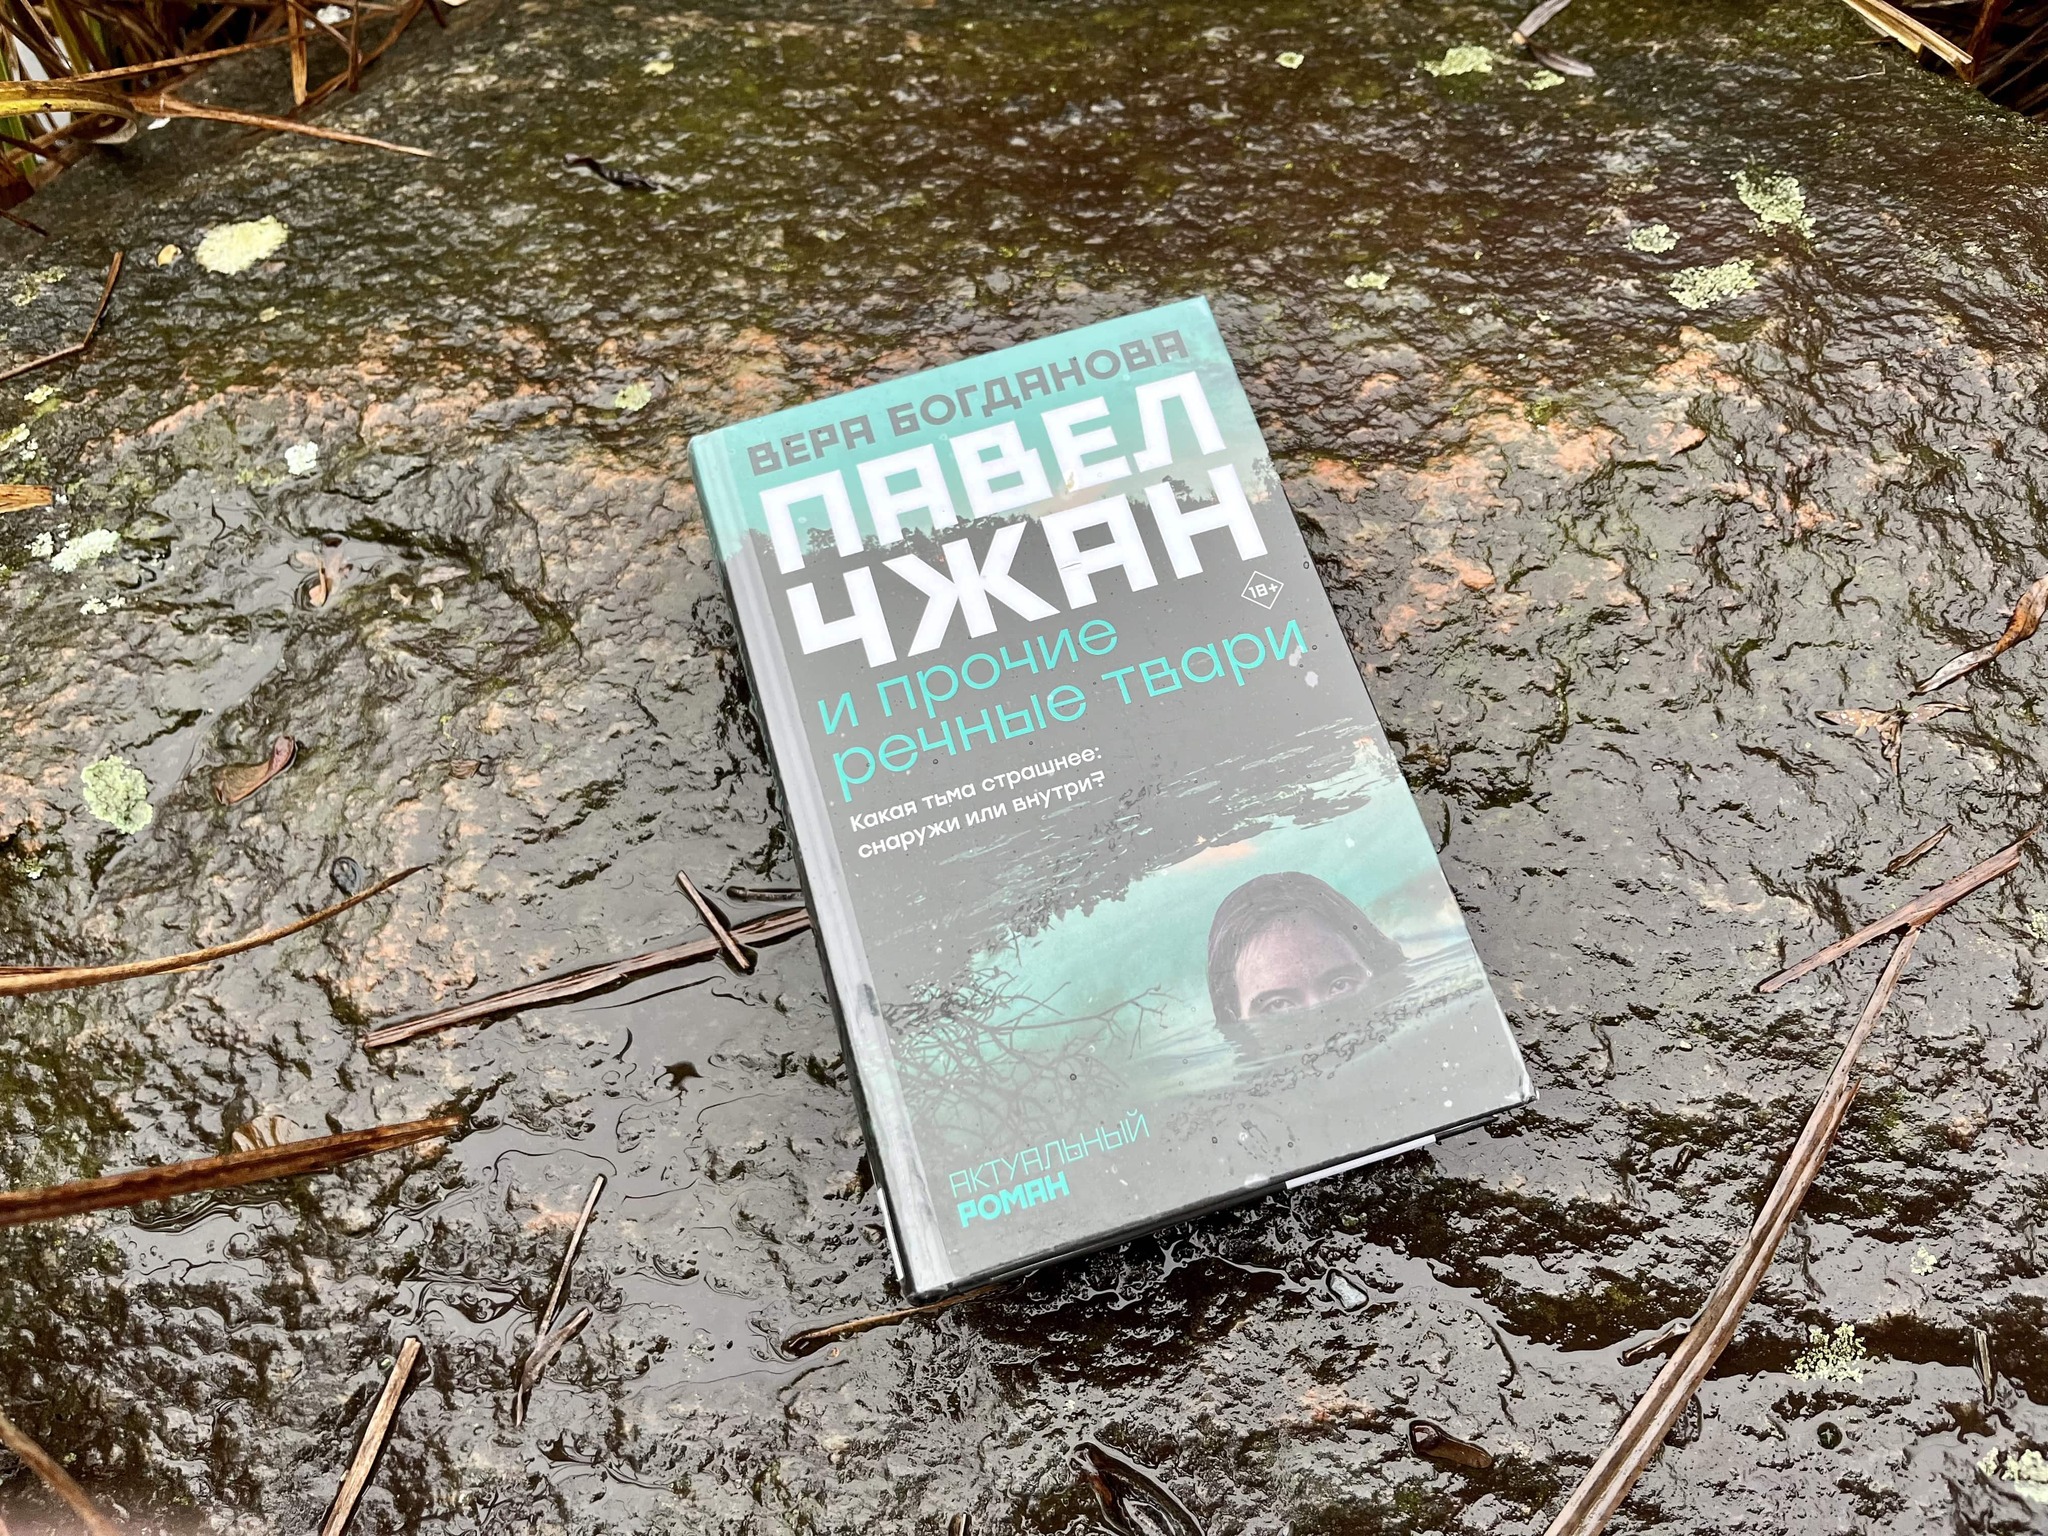 ВЕРА БОГДАНОВА
ПАВЕЛ
ЧЖАН
18+
и прочие
речные твари
Какая тьма страшнее:
снаружи или внутри?
АКТУАЛЬНЫЙ
РОМАН